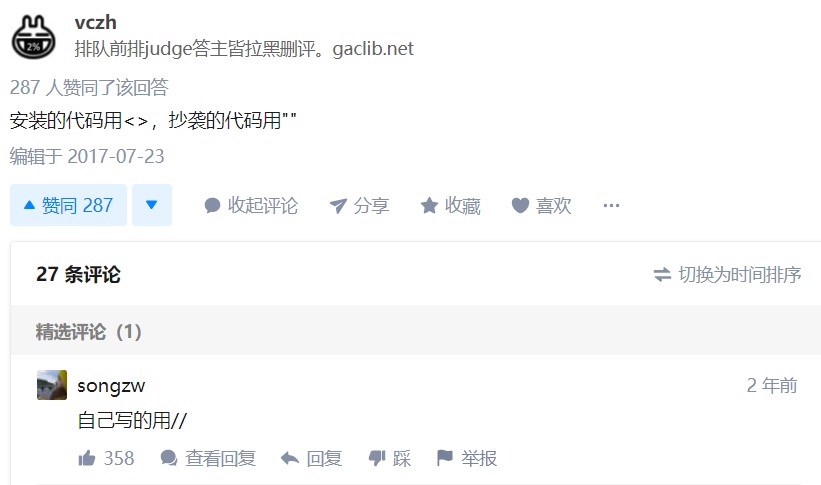 vczh
2%
排队前排judge答主皆拉黑删评。gaclib.net
287 人赞同了该回答
安装的代码用<>，抄袭的代码用""
编辑于 2017-07-23
赞同 287
收起评论
分享
收藏
喜欢
27 条评论
切换为时间排序
精选评论（1）
songzw
2 年前
自己写的用//
358
查看回复
回复
踩
举报